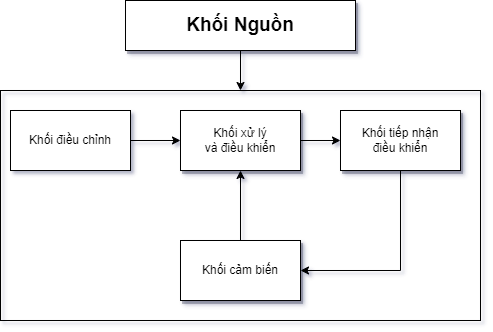 Khối Nguồn
Khối điều chỉnh
Khối xử lý
và điều khiển
Khối tiếp nhận
điều khiển
Khối cảm biến